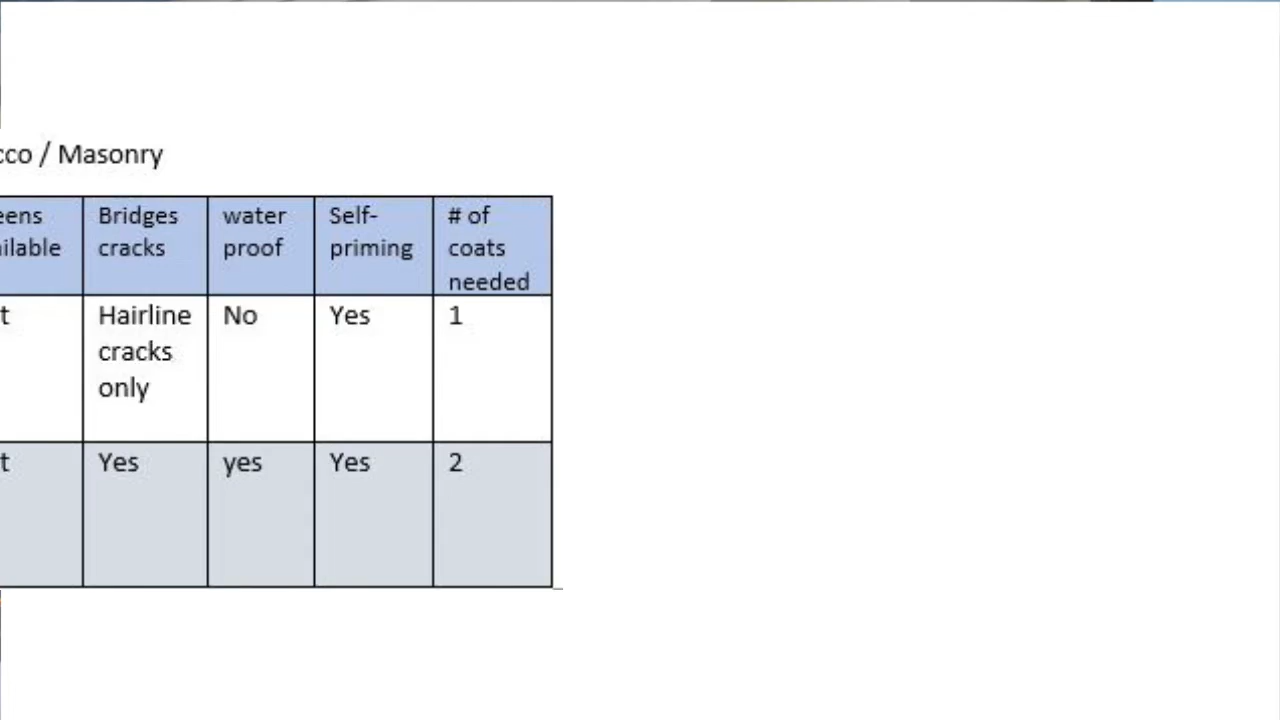 cco / Masonry
eens
ilable
Bridges
cracks
water
proof
Self-
priming
# of
coats
needed
t
Hairline
cracks
only
No
Yes
1
t
Yes
yes
Yes
2